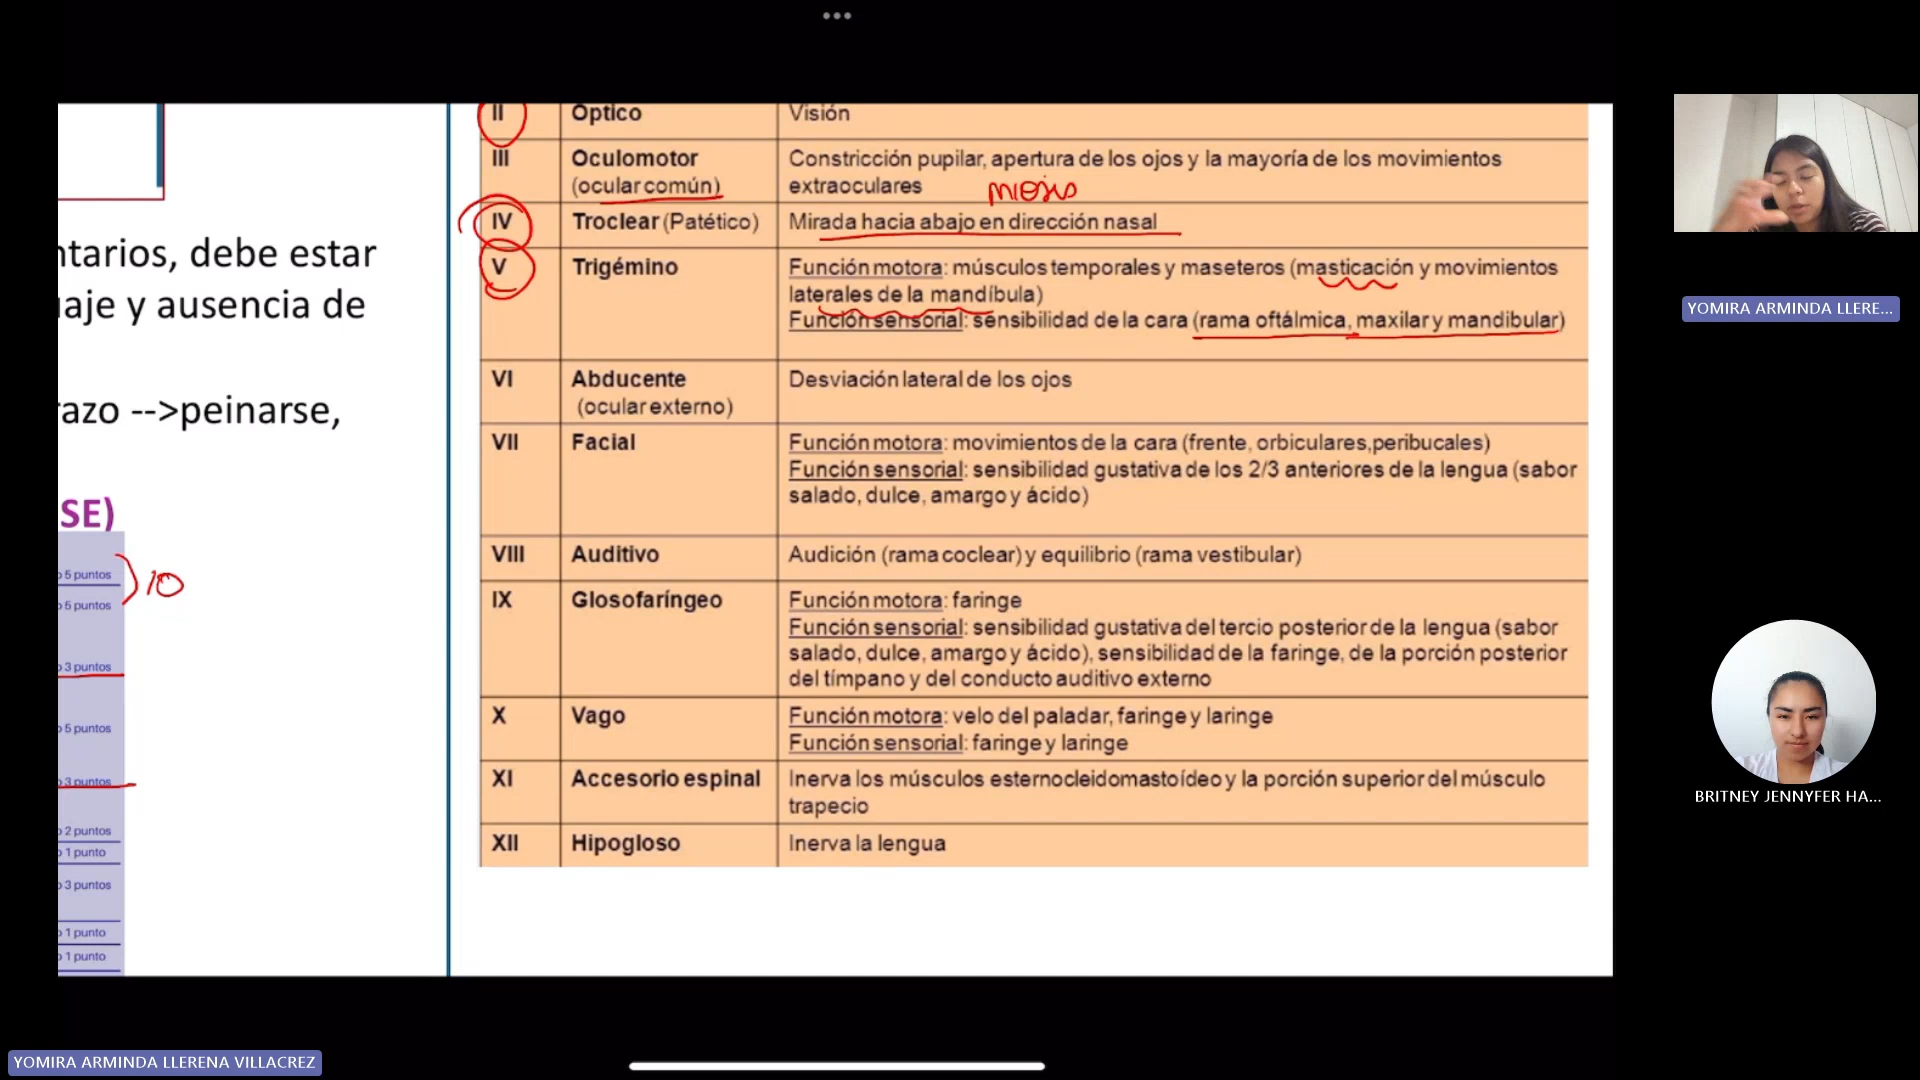 ntarios, debe estar
uaje y ausencia de
razo -->peinarse,
SE)
o 5 puntos
o 5 puntos
10
o 3 puntos
o 5 puntos
o 3 puntos
o 2 puntos
o 1 punto
o 3 puntos
o 1 punto
o 1 punto
II Optico Visión
III Oculomotor (ocular común) Constricción pupilar, apertura de los ojos y la mayoría de los movimientos
extraoculares
miosis
IV Troclear (Patético) Mirada hacia abajo en dirección nasal
V Trigémino Función motora: músculos temporales y maseteros (masticación y movimientos
laterales de la mandíbula)
Función sensorial: sensibilidad de la cara (rama oftálmica, maxilar y mandibular)
VI Abducente (ocular externo) Desviación lateral de los ojos
VII Facial Función motora: movimientos de la cara (frente, orbiculares,peribucales)
Función sensorial: sensibilidad gustativa de los 2/3 anteriores de la lengua (sabor
salado, dulce, amargo y ácido)
VIII Auditivo Audición (rama coclear) y equilibrio (rama vestibular)
IX Glosofaríngeo Función motora: faringe
Función sensorial: sensibilidad gustativa del tercio posterior de la lengua (sabor
salado, dulce, amargo y ácido), sensibilidad de la faringe, de la porción posterior
del tímpano y del conducto auditivo externo
X Vago Función motora: velo del paladar, faringe y laringe
Función sensorial: faringe y laringe
XI Accesorio espinal Inerva los músculos esternocleidomastoídeo y la porción superior del músculo
trapecio
XII Hipogloso Inerva la lengua
YOMIRA ARMINDA LLERE...
BRITNEY JENNYFER HA...
YOMIRA ARMINDA LLERENA VILLACREZ